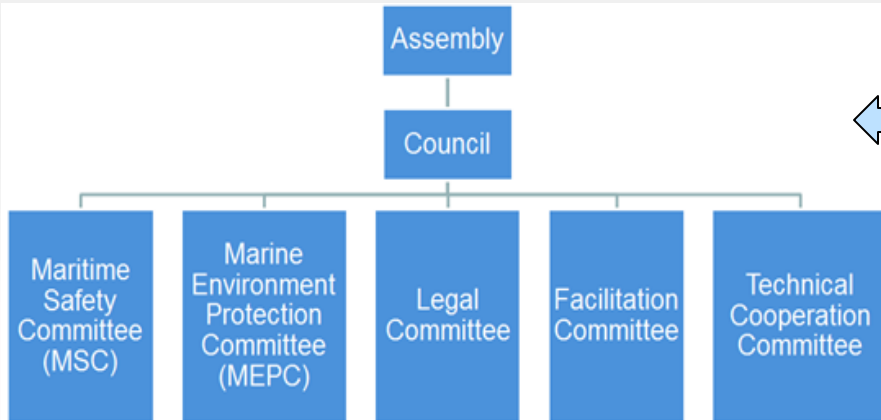 Assembly
Council
Maritime
Safety
Committee
(MSC)
Marine
Environment
Protection
Committee
(MEPC)
Legal
Committee
Facilitation
Committee
Technical
Cooperation
Committee